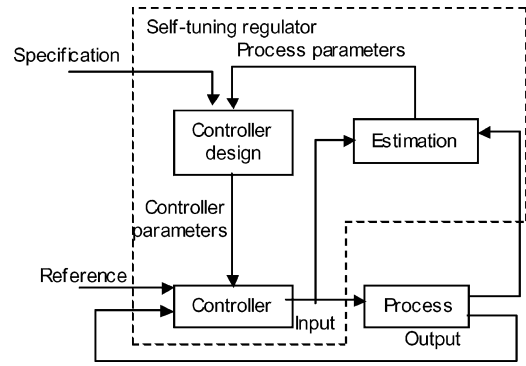 Self-tuning regulator
Process parameters
Specification
Controller
design
Estimation
Controller
parameters
Reference
Controller
Input
Process
Output